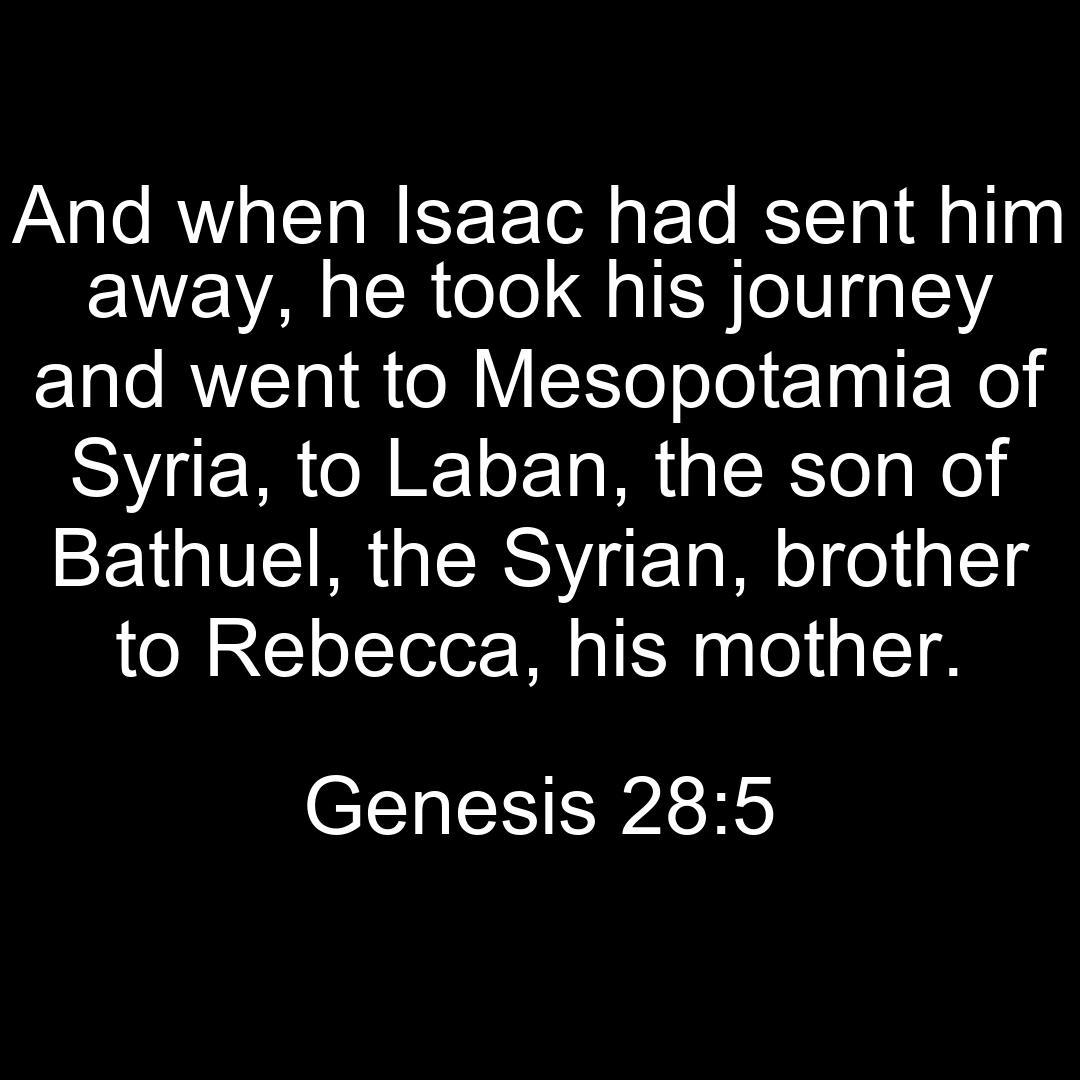 And when Isaac had sent him
away, he took his journey
and went to Mesopotamia of
Syria, to Laban, the son of
Bathuel, the Syrian, brother
to Rebecca, his mother.
Genesis 28:5